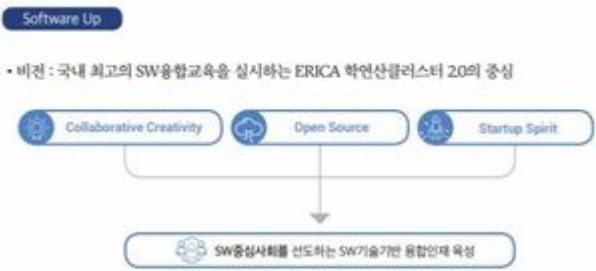 Software Up
• 비전 : 국내 최고의 SW융합교육을 실시하는 ERICA 학연산클러스터 2.0의 중심
Collaborative Creativity
Open Source
Startup Spirit
SW중심사회를 선도하는 SW기술기반 융합인재 육성